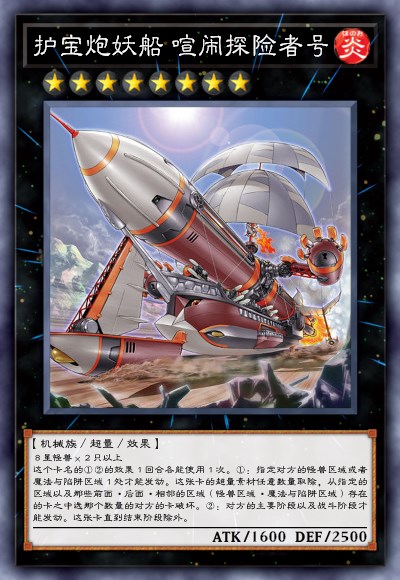 护宝炮妖船 喧闹探险者号
ほのお
炎
【机械族/超量/效果】
8星怪兽×2只以上
这个卡名的①②的效果1回合各能使用1次。①：指定对方的怪兽区域或者
魔法与陷阱区域1处才能发动。这张卡的超量素材任意数量取除，从指定的
区域以及那些前面·后面·相邻的区域（怪兽区域·魔法与陷阱区域）存在
的卡之中选那个数量的对方的卡破坏。②：对方的主要阶段以及战斗阶段才
能发动。这张卡直到结束阶段除外。
ATK/1600 DEF/2500